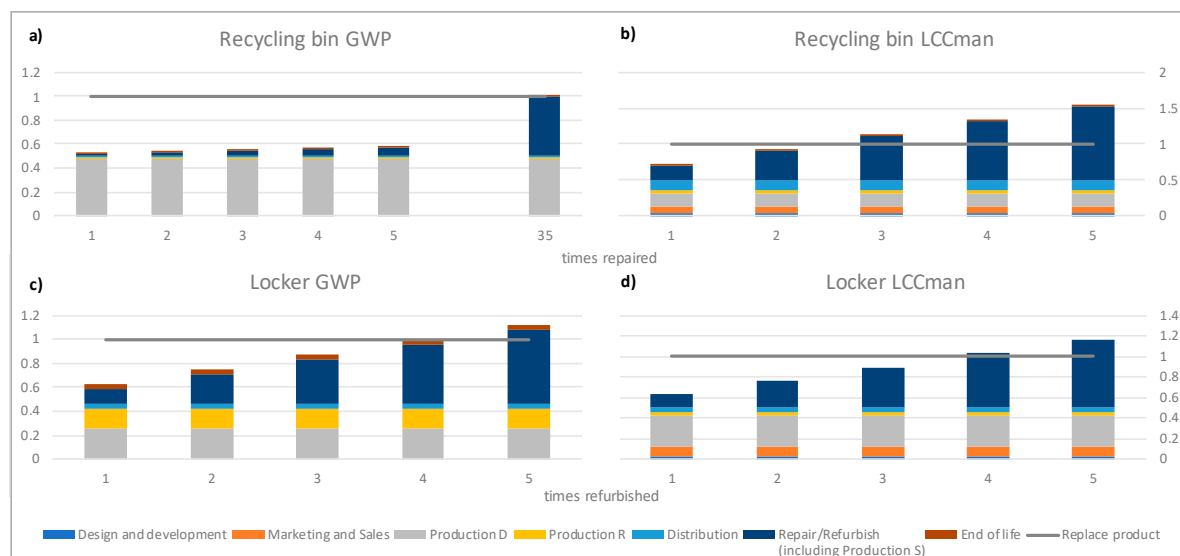 a)
Recycling bin GWP
1.2
1
0.8
0.6
0.4
0.2
0
1 2 3 4 5 35
b)
Recycling bin LCCman
2
1.5
1
0.5
0
1 2 3 4 5
times repaired
c)
Locker GWP
1.2
1
0.8
0.6
0.4
0.2
0
1 2 3 4 5
d)
Locker LCCman
1.4
1.2
1
0.8
0.6
0.4
0.2
0
1 2 3 4 5
times refurbished
Design and development
Marketing and Sales
Production D
Production R
Distribution
Repair/Refurbish
(including Production S)
End of life
Replace product